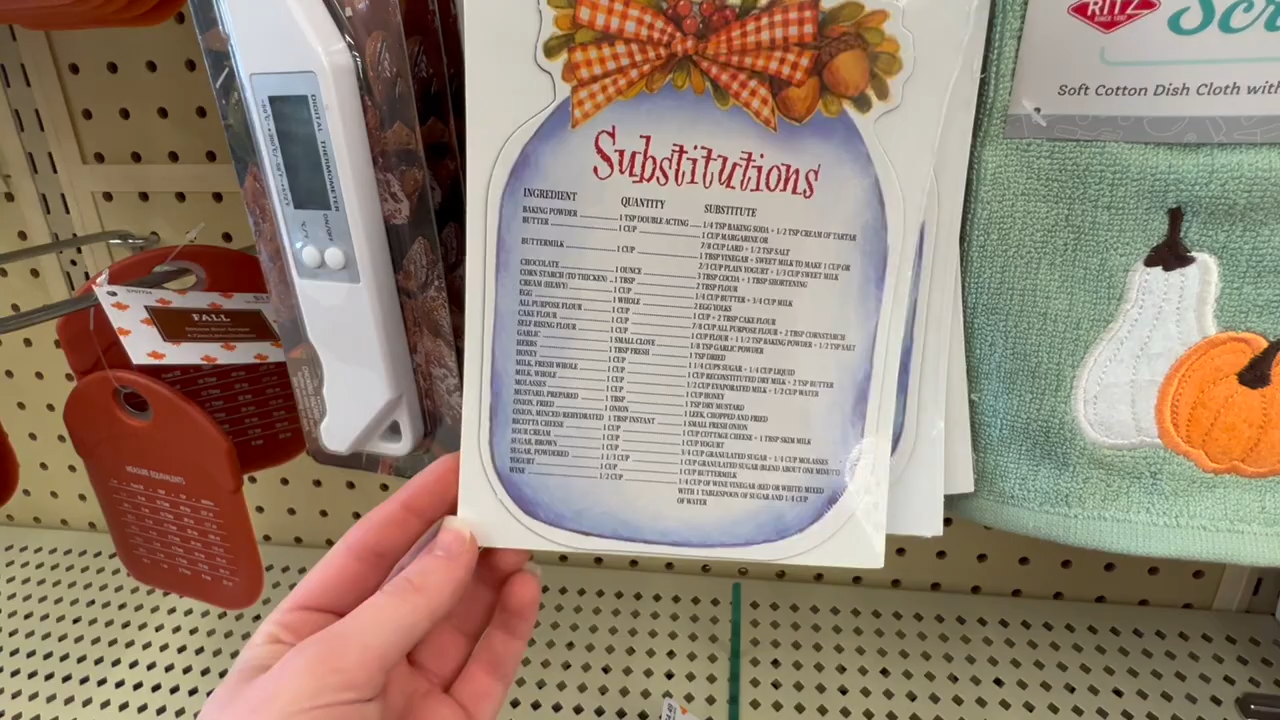 RITZ
SINCE 1892
Scr
Soft Cotton Dish Cloth with
DIGITAL THERMOMETER
ON/OFF
°C/°F
FALL
MEASURE EQUIVALENTS
Substitutions
INGREDIENT QUANTITY SUBSTITUTE
BAKING POWDER 1 TSP DOUBLE ACTING 1/4 TSP BAKING SODA + 1/2 TSP CREAM OF TARTAR
BUTTER 1 CUP 1 CUP MARGARINE OR
7/8 CUP LARD + 1/2 TSP SALT
BUTTERMILK 1 CUP 1 TBSP VINEGAR + SWEET MILK TO MAKE 1 CUP OR
2/3 CUP PLAIN YOGURT + 1/3 CUP SWEET MILK
CHOCOLATE 1 OUNCE 3 TBSP COCOA + 1 TBSP SHORTENING
CORN STARCH (TO THICKEN) 1 TBSP 2 TBSP FLOUR
CREAM (HEAVY) 1 CUP 1/4 CUP BUTTER + 3/4 CUP MILK
EGG 1 WHOLE 2 EGG YOLKS
ALL PURPOSE FLOUR 1 CUP 1 CUP + 2 TBSP CAKE FLOUR
CAKE FLOUR 1 CUP 7/8 CUP ALL PURPOSE FLOUR + 2 TBSP CORNSTARCH
SELF-RISING FLOUR 1 CUP 1 CUP FLOUR + 1 1/2 TSP BAKING POWDER + 1/2 TSP SALT
GARLIC 1 SMALL CLOVE 1/8 TSP GARLIC POWDER
HERBS 1 TBSP FRESH 1 TSP DRIED
HONEY 1 CUP 1 1/4 CUPS SUGAR + 1/4 CUP LIQUID
MILK, FRESH WHOLE 1 CUP 1 CUP RECONSTITUTED DRY MILK + 2 TSP BUTTER
MILK, WHOLE 1 CUP 1/2 CUP EVAPORATED MILK + 1/2 CUP WATER
MOLASSES 1 CUP 1 CUP HONEY
MUSTARD, PREPARED 1 TBSP 1 TSP DRY MUSTARD
ONION, FRIED 1 ONION 1 LEEK, CHOPPED AND FRIED
ONION, MINCED/REHYDRATED 1 TBSP INSTANT 1 SMALL FRESH ONION
RICOTTA CHEESE 1 CUP 1 CUP COTTAGE CHEESE + 1 TBSP SKIM MILK
SOUR CREAM 1 CUP 1 CUP YOGURT
SUGAR, BROWN 1 CUP 3/4 CUP GRANULATED SUGAR + 1/4 CUP MOLASSES
SUGAR, POWDERED 1 1/3 CUP 1 CUP GRANULATED SUGAR (BLEND ABOUT ONE MINUTE)
YOGURT 1 CUP 1 CUP BUTTERMILK
WINE 1/2 CUP 1/4 CUP OF WINE VINEGAR (RED OR WHITE) MIXED
WITH 1 TABLESPOON OF SUGAR AND 1/4 CUP
OF WATER